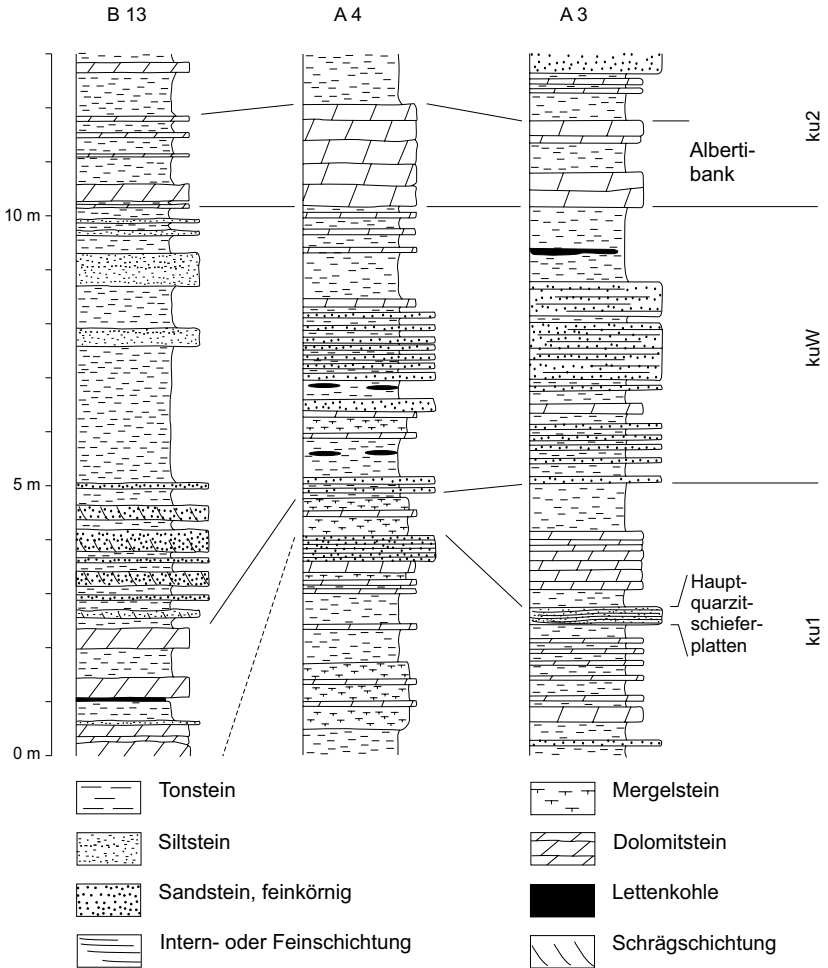 B 13
A 4
A 3
10 m
5 m
0 m
Alberti-
bank
Haupt-
quarzit-
schiefer-
platten
ku2
kuW
ku1
Tonstein
Siltstein
Sandstein, feinkörnig
Intern- oder Feinschichtung
Mergelstein
Dolomitstein
Lettenkohle
Schrägschichtung